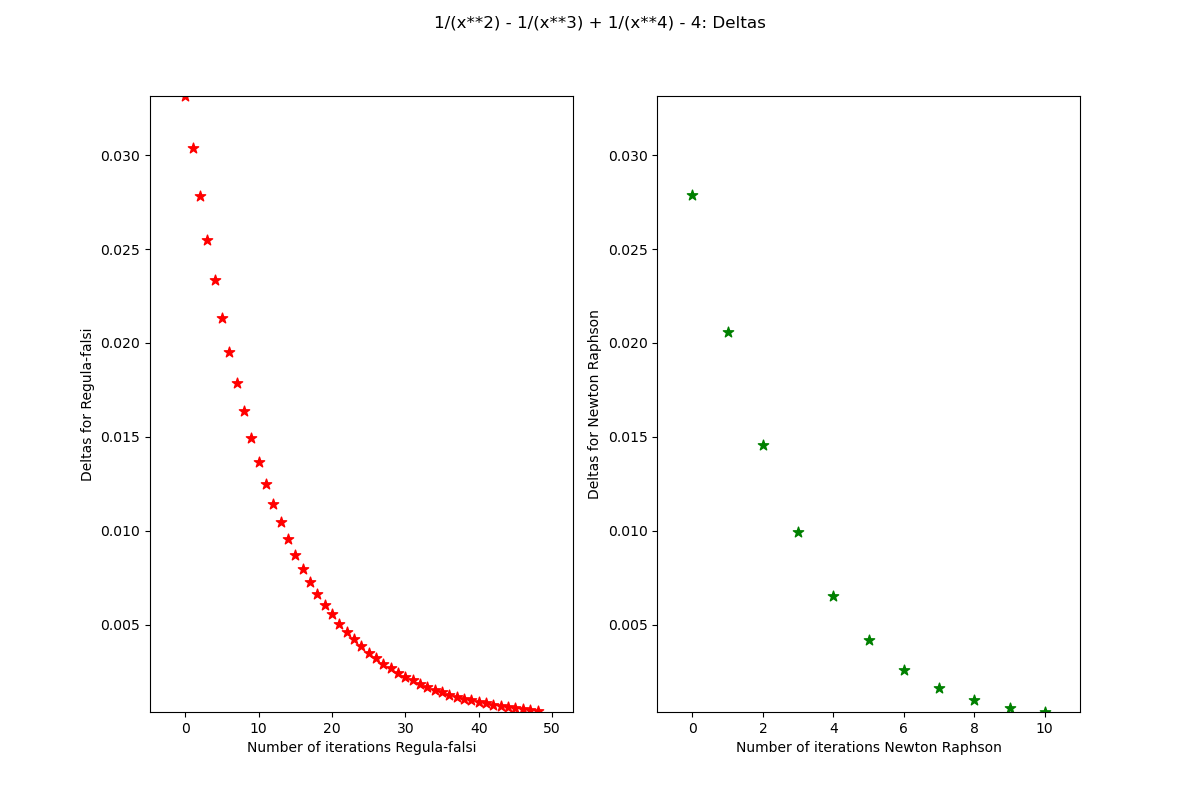 1/(x**2) - 1/(x**3) + 1/(x**4) - 4: Deltas
Deltas for Regula-falsi
0.030
0.025
0.020
0.015
0.010
0.005
0 10 20 30 40 50
Number of iterations Regula-falsi
Deltas for Newton Raphson
0.030
0.025
0.020
0.015
0.010
0.005
0 2 4 6 8 10
Number of iterations Newton Raphson